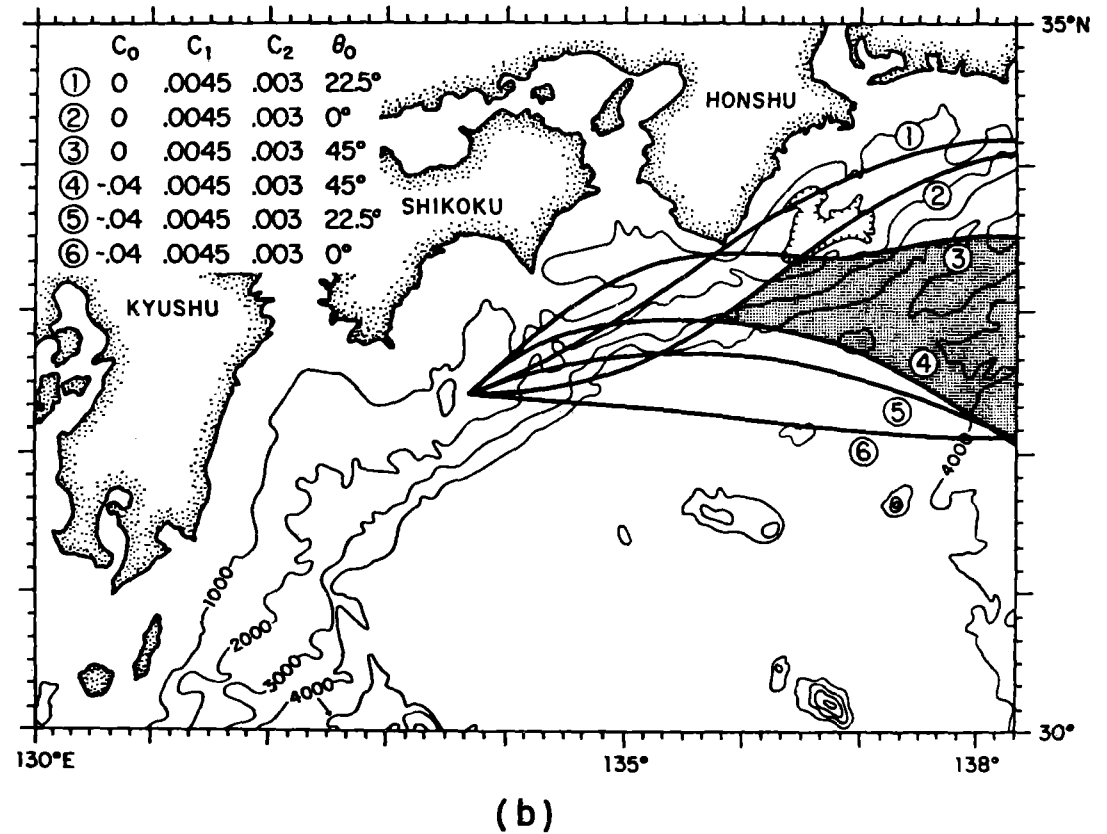 35°N
C₀ C₁ C₂ θ₀
① 0 .0045 .003 22.5°
② 0 .0045 .003 0°
③ 0 .0045 .003 45°
④ -.04 .0045 .003 45°
⑤ -.04 .0045 .003 22.5°
⑥ -.04 .0045 .003 0°
HONSHU
SHIKOKU
KYUSHU
①
②
③
④
⑤
⑥
4000
1000
2000
3000
4000
30°
130°E
135°
138°
(b)